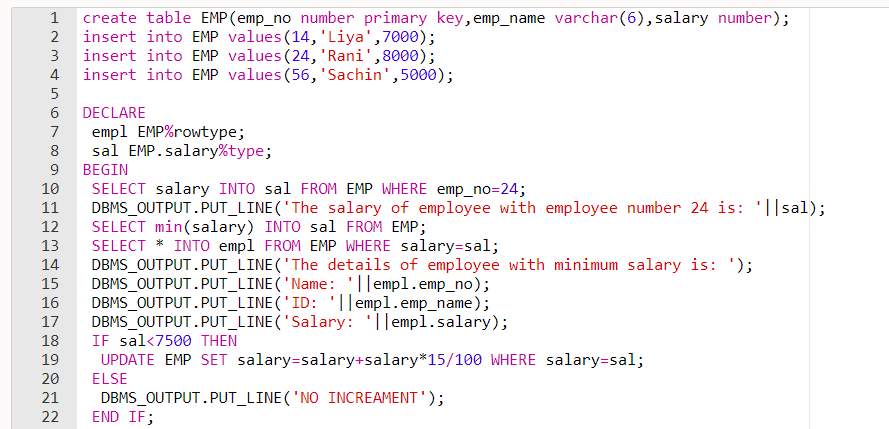 1 create table EMP(emp_no number primary key,emp_name varchar(6),salary number);
2 insert into EMP values(14,'Liya',7000);
3 insert into EMP values(24,'Rani',8000);
4 insert into EMP values(56,'Sachin',5000);
5
6 DECLARE
7  empl EMP%rowtype;
8  sal EMP.salary%type;
9 BEGIN
10  SELECT salary INTO sal FROM EMP WHERE emp_no=24;
11  DBMS_OUTPUT.PUT_LINE('The salary of employee with employee number 24 is: '||sal);
12  SELECT min(salary) INTO sal FROM EMP;
13  SELECT * INTO empl FROM EMP WHERE salary=sal;
14  DBMS_OUTPUT.PUT_LINE('The details of employee with minimum salary is: ');
15  DBMS_OUTPUT.PUT_LINE('Name: '||empl.emp_no);
16  DBMS_OUTPUT.PUT_LINE('ID: '||empl.emp_name);
17  DBMS_OUTPUT.PUT_LINE('Salary: '||empl.salary);
18  IF sal<7500 THEN
19   UPDATE EMP SET salary=salary+salary*15/100 WHERE salary=sal;
20  ELSE
21   DBMS_OUTPUT.PUT_LINE('NO INCREAMENT');
22  END IF;